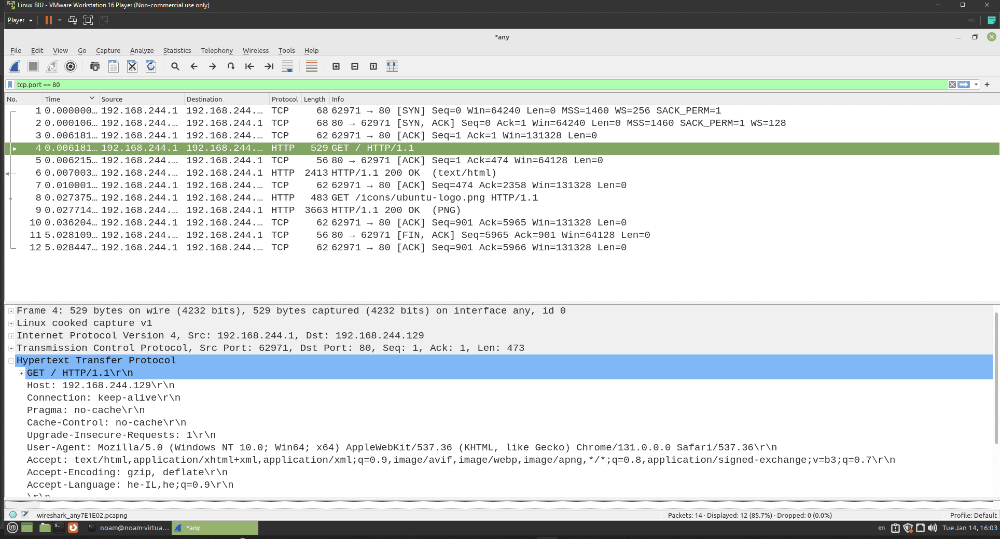 Linux BIU - VMware Workstation 16 Player (Non-commercial use only)
Player
*any
File Edit View Go Capture Analyze Statistics Telephony Wireless Tools Help
tcp.port == 80
No. Time Source Destination Protocol Length Info
1 0.000000… 192.168.244.1 192.168.244.… TCP 68 62971 → 80 [SYN] Seq=0 Win=64240 Len=0 MSS=1460 WS=256 SACK_PERM=1
2 0.000106… 192.168.244.… 192.168.244.1 TCP 68 80 → 62971 [SYN, ACK] Seq=0 Ack=1 Win=64240 Len=0 MSS=1460 SACK_PERM=1 WS=128
3 0.006181… 192.168.244.1 192.168.244.… TCP 62 62971 → 80 [ACK] Seq=1 Ack=1 Win=131328 Len=0
4 0.006181… 192.168.244.1 192.168.244.… HTTP 529 GET / HTTP/1.1
5 0.006215… 192.168.244.… 192.168.244.1 TCP 56 80 → 62971 [ACK] Seq=1 Ack=474 Win=64128 Len=0
6 0.007003… 192.168.244.… 192.168.244.1 HTTP 2413 HTTP/1.1 200 OK  (text/html)
7 0.010001… 192.168.244.1 192.168.244.… TCP 62 62971 → 80 [ACK] Seq=474 Ack=2358 Win=131328 Len=0
8 0.027375… 192.168.244.1 192.168.244.… HTTP 483 GET /icons/ubuntu-logo.png HTTP/1.1
9 0.027714… 192.168.244.… 192.168.244.1 HTTP 3663 HTTP/1.1 200 OK  (PNG)
10 0.036204… 192.168.244.1 192.168.244.… TCP 62 62971 → 80 [ACK] Seq=901 Ack=5965 Win=131328 Len=0
11 5.028109… 192.168.244.… 192.168.244.1 TCP 56 80 → 62971 [FIN, ACK] Seq=5965 Ack=901 Win=64128 Len=0
12 5.028447… 192.168.244.1 192.168.244.… TCP 62 62971 → 80 [ACK] Seq=901 Ack=5966 Win=131328 Len=0
Frame 4: 529 bytes on wire (4232 bits), 529 bytes captured (4232 bits) on interface any, id 0
Linux cooked capture v1
Internet Protocol Version 4, Src: 192.168.244.1, Dst: 192.168.244.129
Transmission Control Protocol, Src Port: 62971, Dst Port: 80, Seq: 1, Ack: 1, Len: 473
Hypertext Transfer Protocol
GET / HTTP/1.1\r\n
Host: 192.168.244.129\r\n
Connection: keep-alive\r\n
Pragma: no-cache\r\n
Cache-Control: no-cache\r\n
Upgrade-Insecure-Requests: 1\r\n
User-Agent: Mozilla/5.0 (Windows NT 10.0; Win64; x64) AppleWebKit/537.36 (KHTML, like Gecko) Chrome/131.0.0.0 Safari/537.36\r\n
Accept: text/html,application/xhtml+xml,application/xml;q=0.9,image/avif,image/webp,image/apng,*/*;q=0.8,application/signed-exchange;v=b3;q=0.7\r\n
Accept-Encoding: gzip, deflate\r\n
Accept-Language: he-IL,he;q=0.9\r\n
\r\n
wireshark_any7E1E02.pcapng Packets: 14 · Displayed: 12 (85.7%) · Dropped: 0 (0.0%) Profile: Default
noam@noam-virtua… *any en Tue Jan 14, 16:03